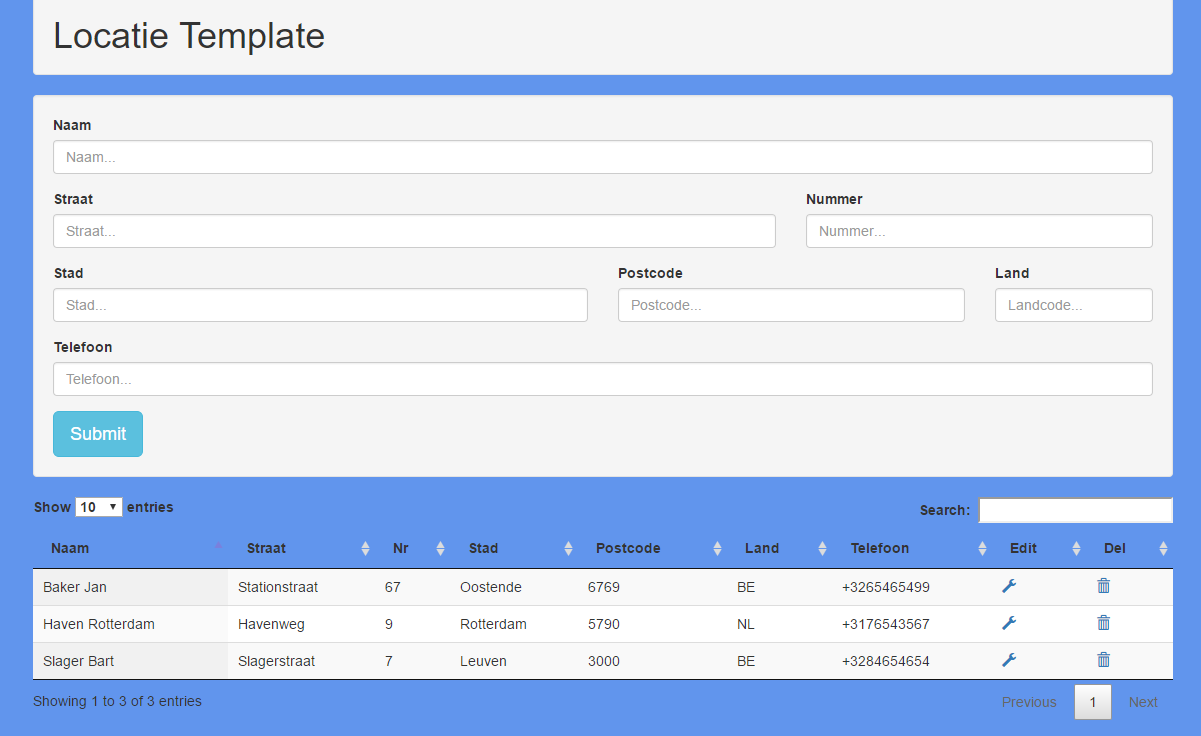 Locatie Template
Naam
Naam...
Straat Nummer
Straat... Nummer...
Stad Postcode Land
Stad... Postcode... Landcode...
Telefoon
Telefoon...
Submit
Show 10 entries Search:
Naam Straat Nr Stad Postcode Land Telefoon Edit Del
Baker Jan Stationstraat 67 Oostende 6769 BE +3265465499
Haven Rotterdam Havenweg 9 Rotterdam 5790 NL +3176543567
Slager Bart Slagerstraat 7 Leuven 3000 BE +3284654654
Showing 1 to 3 of 3 entries Previous 1 Next